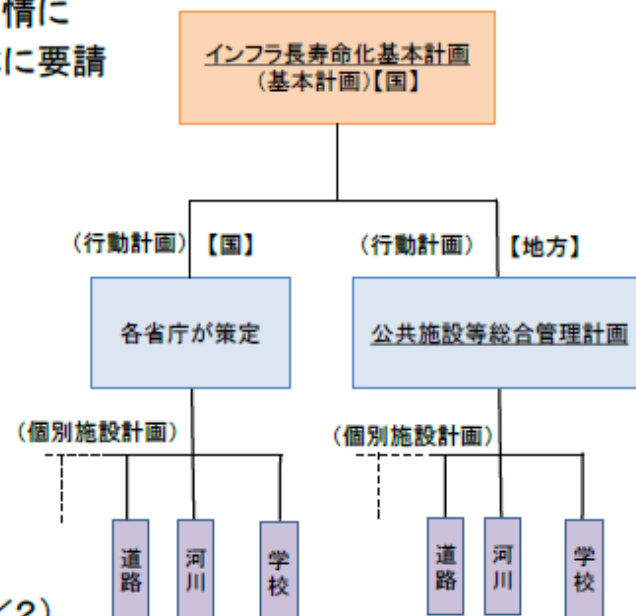 情に
に要請
インフラ長寿命化基本計画
(基本計画)【国】
(行動計画) 【国】
(行動計画) 【地方】
各省庁が策定
公共施設等総合管理計画
(個別施設計画)
(個別施設計画)
道路
河川
学校
道路
河川
学校